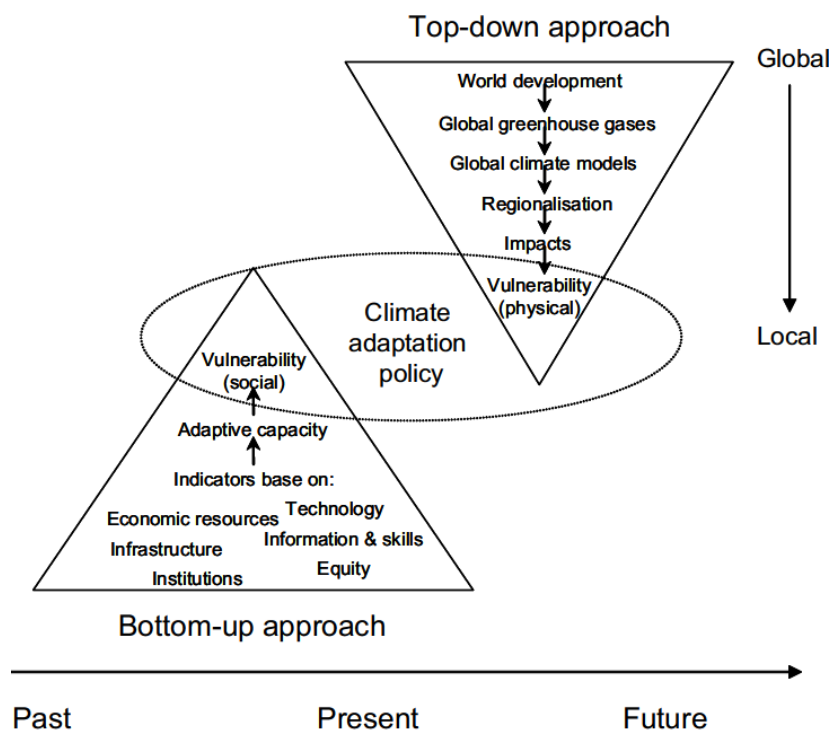 Top-down approach
Global
World development
Global greenhouse gases
Global climate models
Regionalisation
Impacts
Vulnerability
(physical)
Local
Climate
adaptation
policy
Vulnerability
(social)
Adaptive capacity
Indicators base on:
Technology
Economic resources
Information & skills
Infrastructure
Equity
Institutions
Bottom-up approach
Past Present Future